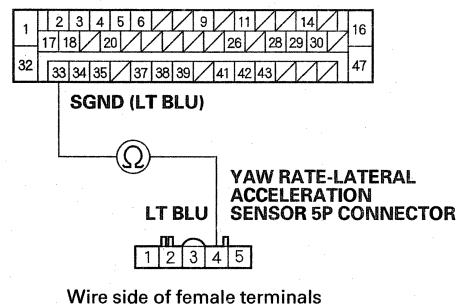 1 2 3 4 5 6 9 11 14 16
17 18 20 26 28 29 30
32 33 34 35 37 38 39 41 42 43 47
SGND (LT BLU)
Ω
YAW RATE-LATERAL
ACCELERATION
LT BLU SENSOR 5P CONNECTOR
1 2 3 4 5
Wire side of female terminals